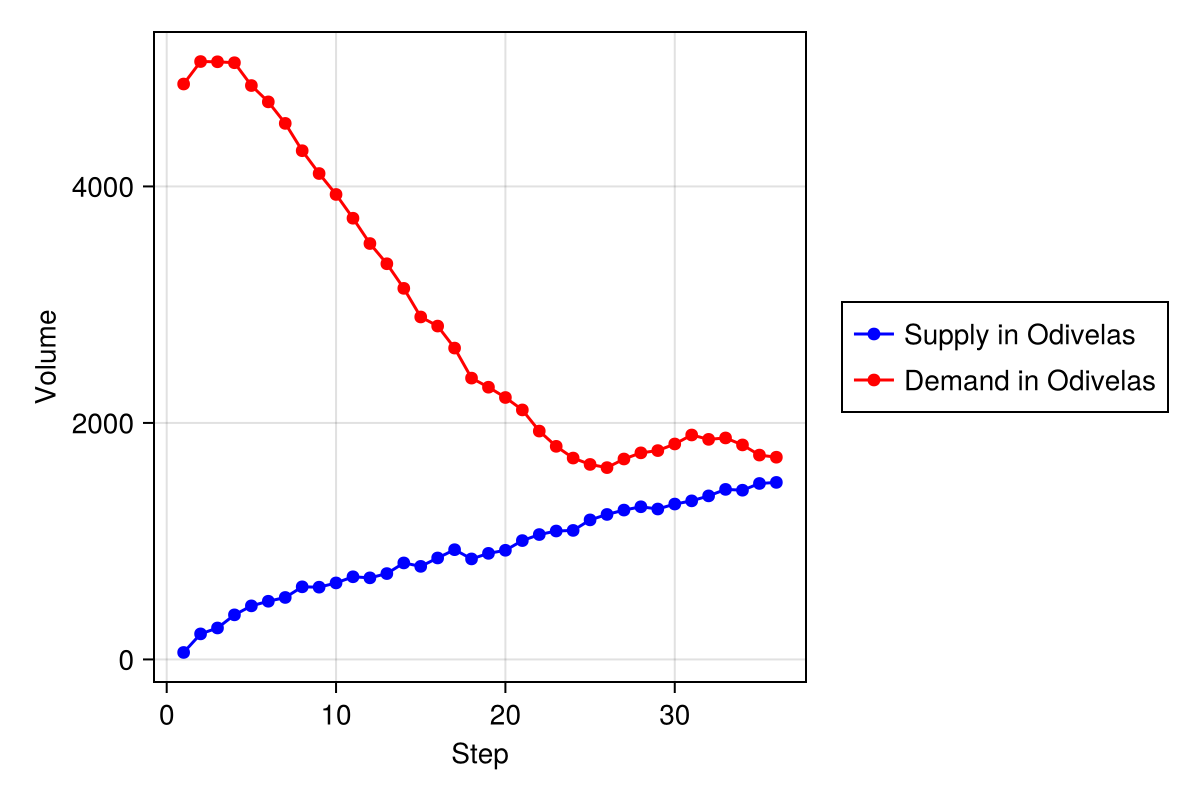 4000
2000
0
Volume
0 10 20 30
Step
Supply in Odivelas
Demand in Odivelas